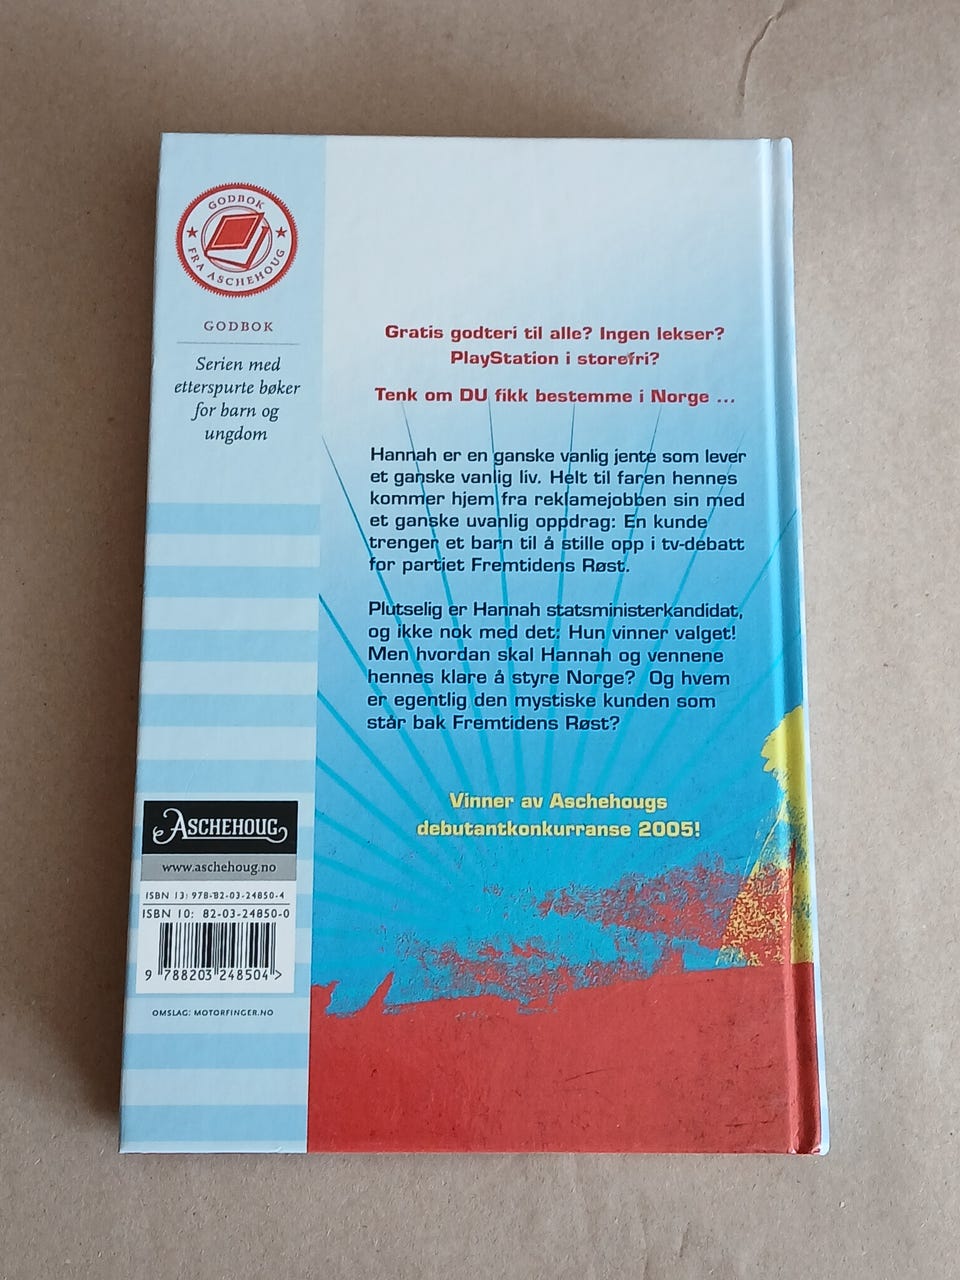 GODBOK
FRA ASCHEHOUG
GODBOK
Serien med
etterspurte bøker
for barn og
ungdom
Gratis godteri til alle? Ingen lekser?
PlayStation i storefri?
Tenk om DU fikk bestemme i Norge ...
Hannah er en ganske vanlig jente som lever
et ganske vanlig liv. Helt til faren hennes
kommer hjem fra reklamejobben sin med
et ganske uvanlig oppdrag: En kunde
trenger et barn til å stille opp i tv-debatt
for partiet Fremtidens Røst.
Plutselig er Hannah statsministerkandidat,
og ikke nok med det: Hun vinner valget!
Men hvordan skal Hannah og vennene
hennes klare å styre Norge? Og hvem
er egentlig den mystiske kunden som
står bak Fremtidens Røst?
Vinner av Aschehougs
debutantkonkurranse 2005!
ASCHEHOUG
www.aschehoug.no
ISBN 13: 978-82-03-24850-4
ISBN 10: 82-03-24850-0
9 788203 248504 >
OMSLAG: MOTORFINGER.NO